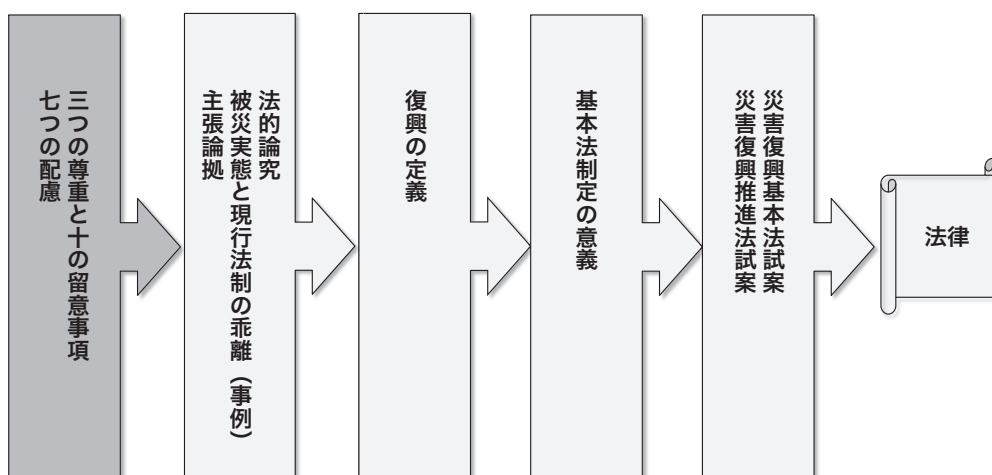 三つの尊重と十の留意事項
七つの配慮
法的論究
被災実態と現行法制の乖離（事例）
主張論拠
復興の定義
基本法制定の意義
災害復興基本法試案
災害復興推進法試案
法律